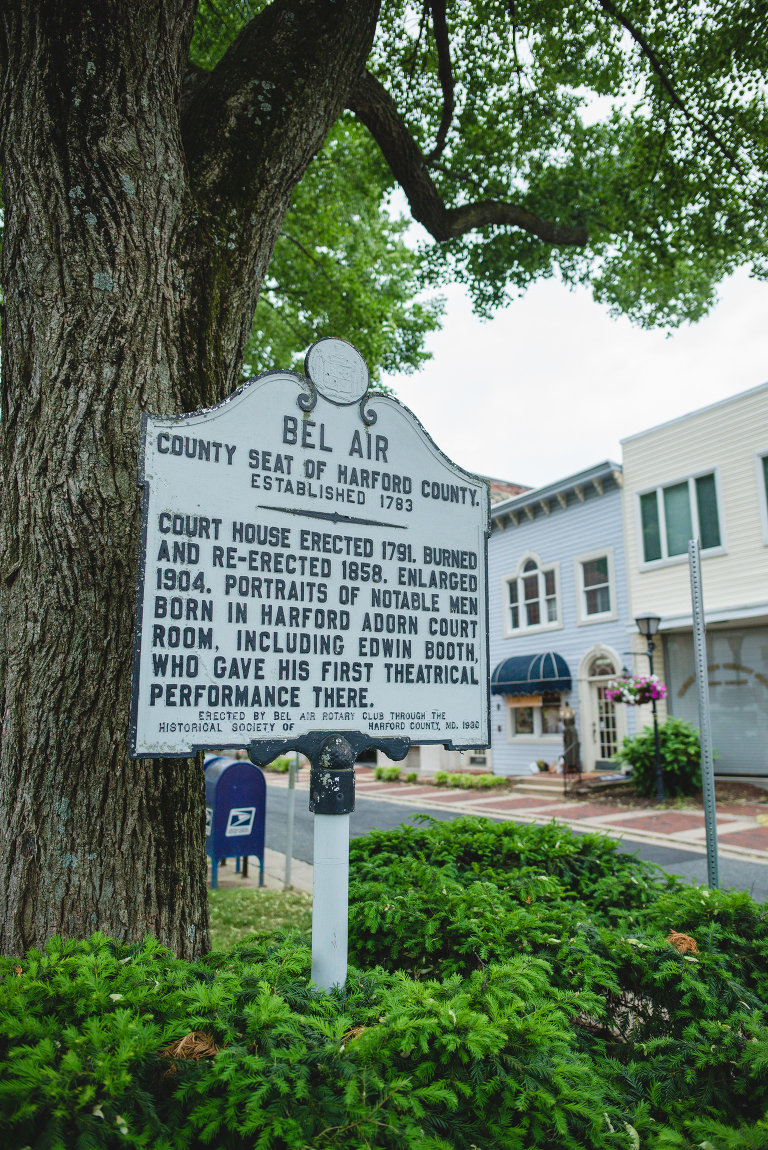 BEL AIR
COUNTY SEAT OF HARFORD COUNTY.
ESTABLISHED 1783
COURT HOUSE ERECTED 1791. BURNED
AND RE-ERECTED 1858. ENLARGED
1904. PORTRAITS OF NOTABLE MEN
BORN IN HARFORD ADORN COURT
ROOM, INCLUDING EDWIN BOOTH,
WHO GAVE HIS FIRST THEATRICAL
PERFORMANCE THERE.
ERECTED BY BEL AIR ROTARY CLUB THROUGH THE
HISTORICAL SOCIETY OF HARFORD COUNTY, MD. 1930